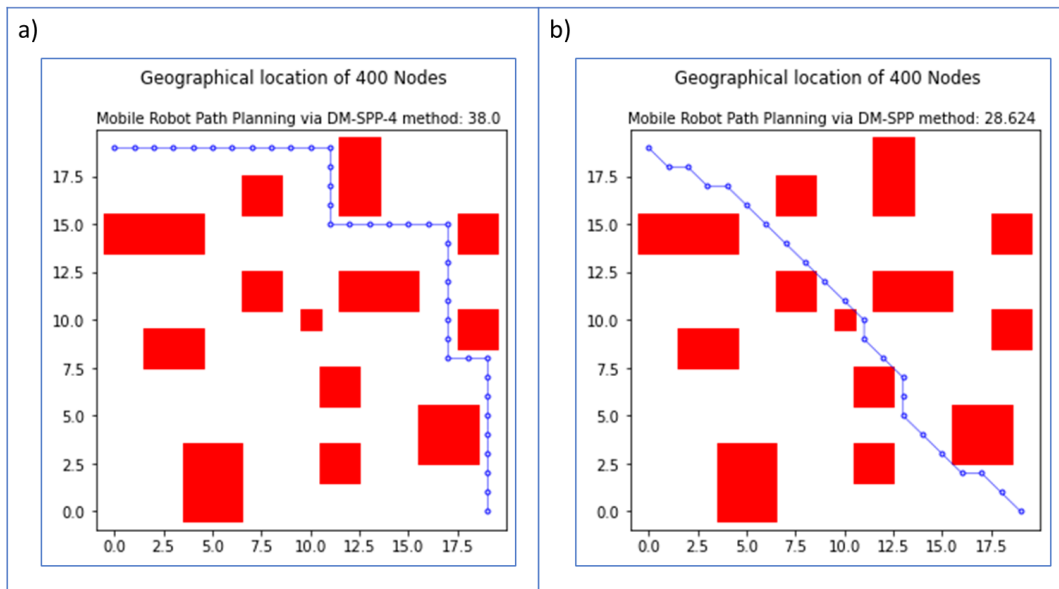 a)
Geographical location of 400 Nodes
Mobile Robot Path Planning via DM-SPP-4 method: 38.0
17.5
15.0
12.5
10.0
7.5
5.0
2.5
0.0
0.0 2.5 5.0 7.5 10.0 12.5 15.0 17.5
b)
Geographical location of 400 Nodes
Mobile Robot Path Planning via DM-SPP method: 28.624
17.5
15.0
12.5
10.0
7.5
5.0
2.5
0.0
0.0 2.5 5.0 7.5 10.0 12.5 15.0 17.5